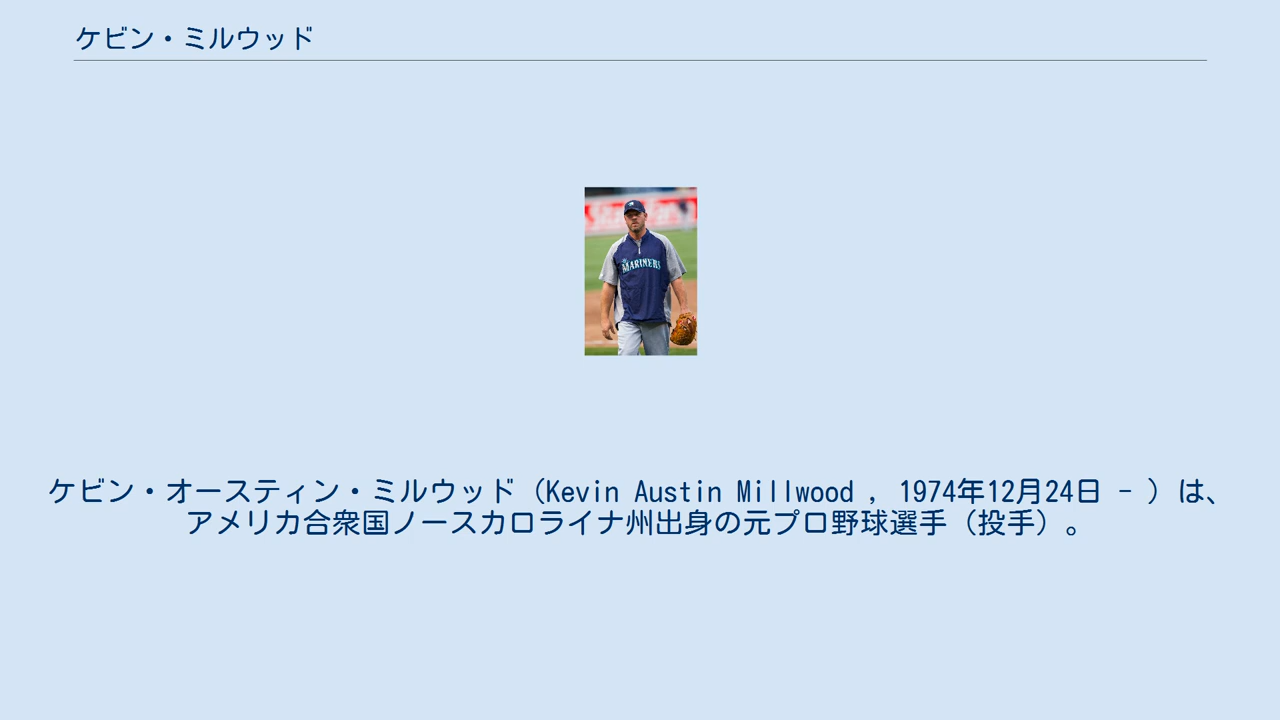 ケビン・ミルウッド
MARINERS
ケビン・オースティン・ミルウッド（Kevin Austin Millwood , 1974年12月24日 - ）は、
アメリカ合衆国ノースカロライナ州出身の元プロ野球選手（投手）。